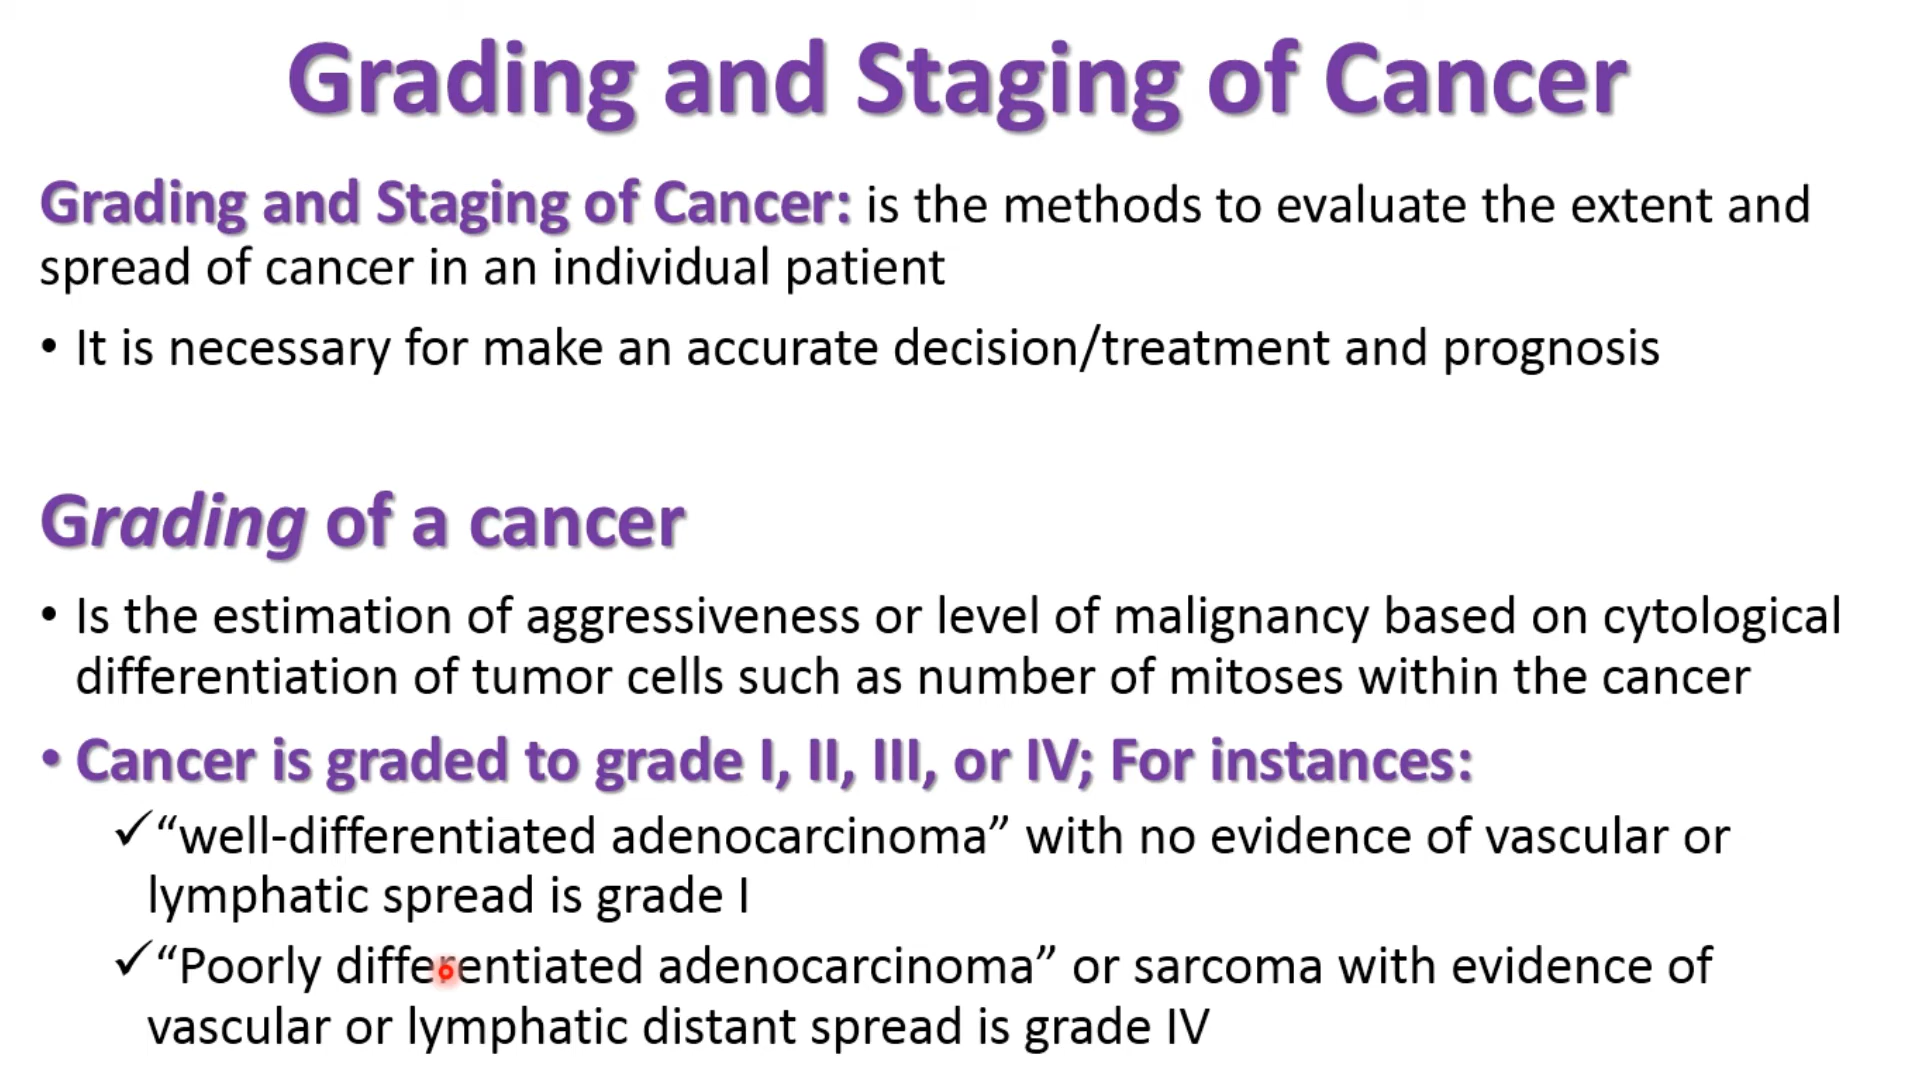 Grading and Staging of Cancer
Grading and Staging of Cancer: is the methods to evaluate the extent and
spread of cancer in an individual patient
• It is necessary for make an accurate decision/treatment and prognosis
Grading of a cancer
• Is the estimation of aggressiveness or level of malignancy based on cytological
differentiation of tumor cells such as number of mitoses within the cancer
• Cancer is graded to grade I, II, III, or IV; For instances:
✓“well-differentiated adenocarcinoma” with no evidence of vascular or
lymphatic spread is grade I
✓“Poorly differentiated adenocarcinoma” or sarcoma with evidence of
vascular or lymphatic distant spread is grade IV